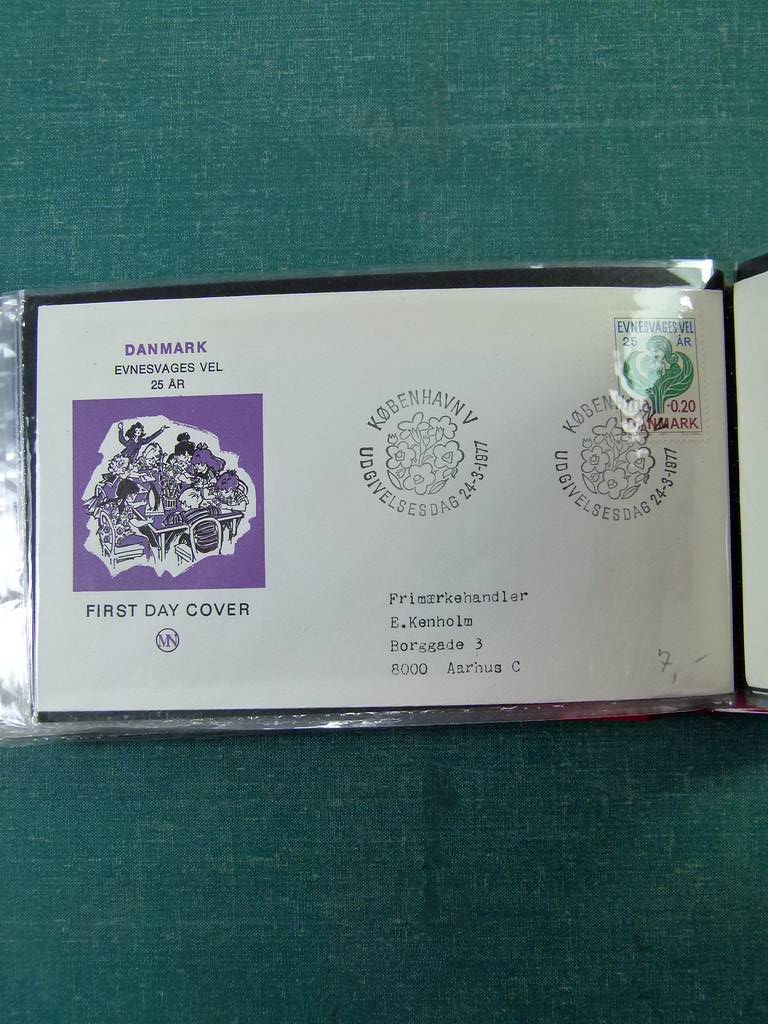 DANMARK
EVNESVAGES VEL
25 ÅR
FIRST DAY COVER
MN
KØBENHAVN V
UDGIVELSESDAG 24-3-1977
EVNESVAGES VEL
25 ÅR
+0.20
DANMARK
UDGIVELSESDAG 24-3-1977
Frimærkehandler
E.Kenholm
Borggade 3
8000 Aarhus C
7,-